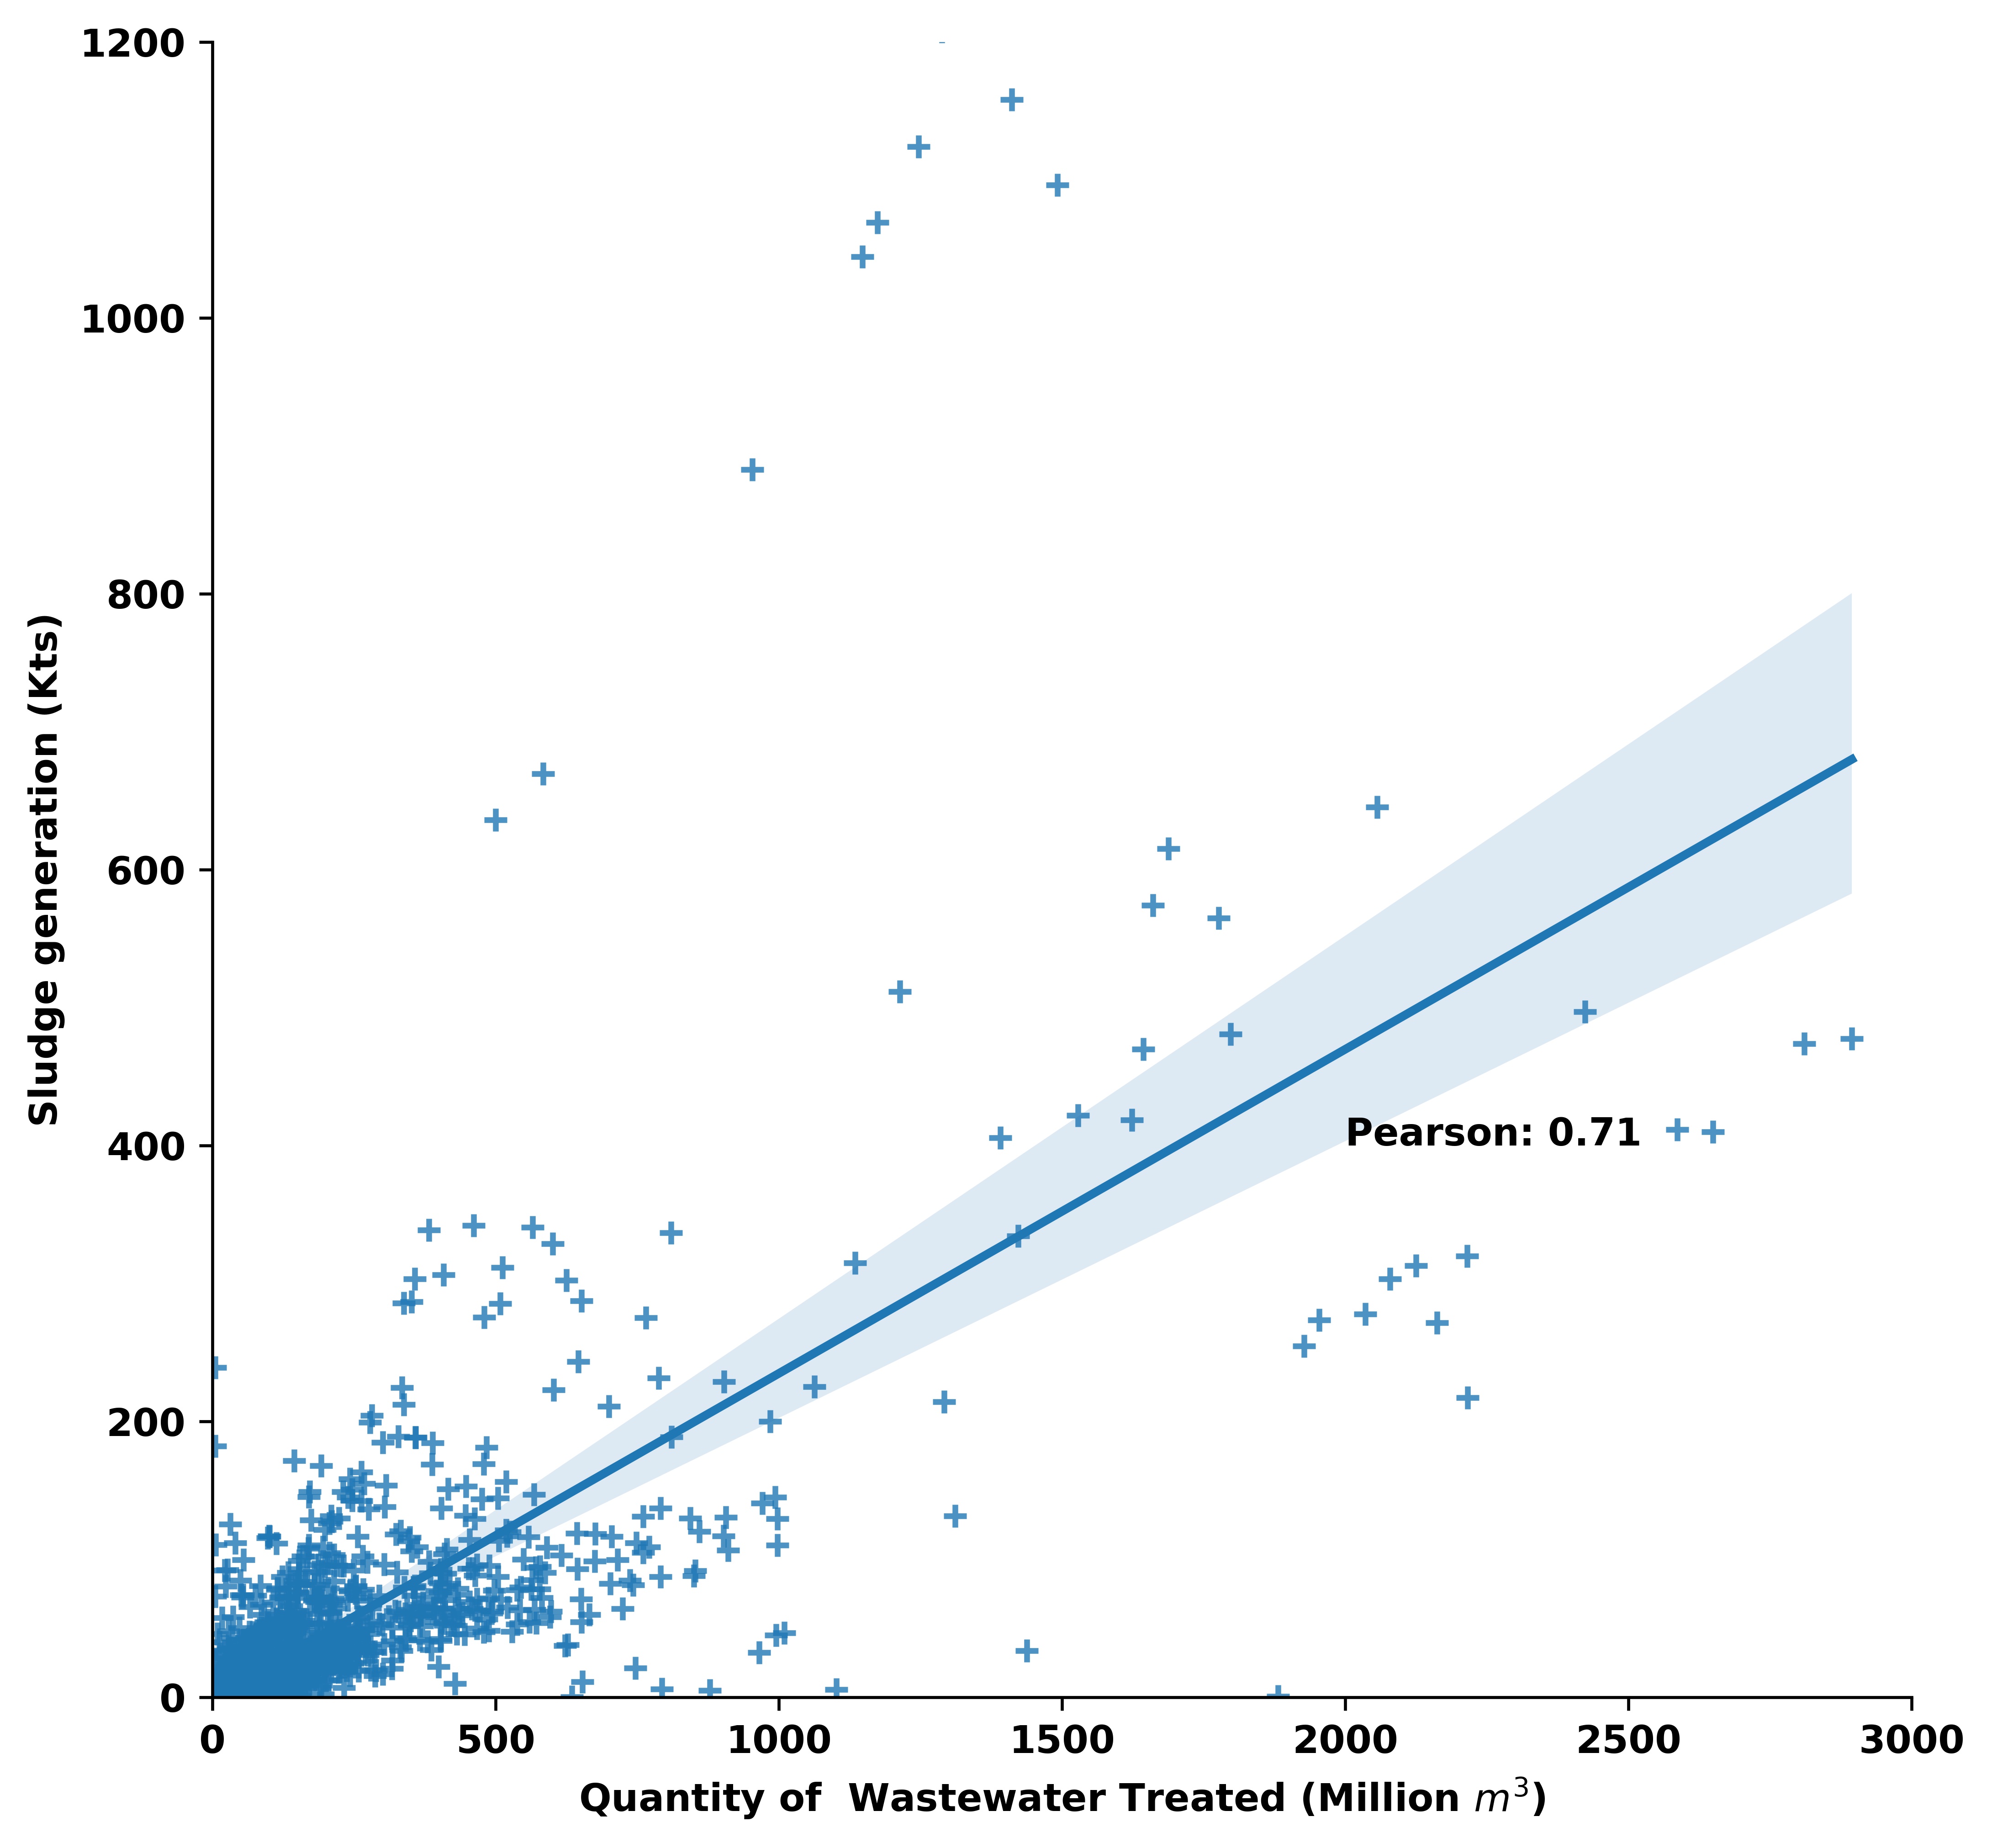 1200
1000
800
600
400
200
0
Sludge generation (Kts)
Pearson: 0.71
0 500 1000 1500 2000 2500 3000
Quantity of  Wastewater Treated (Million m³)